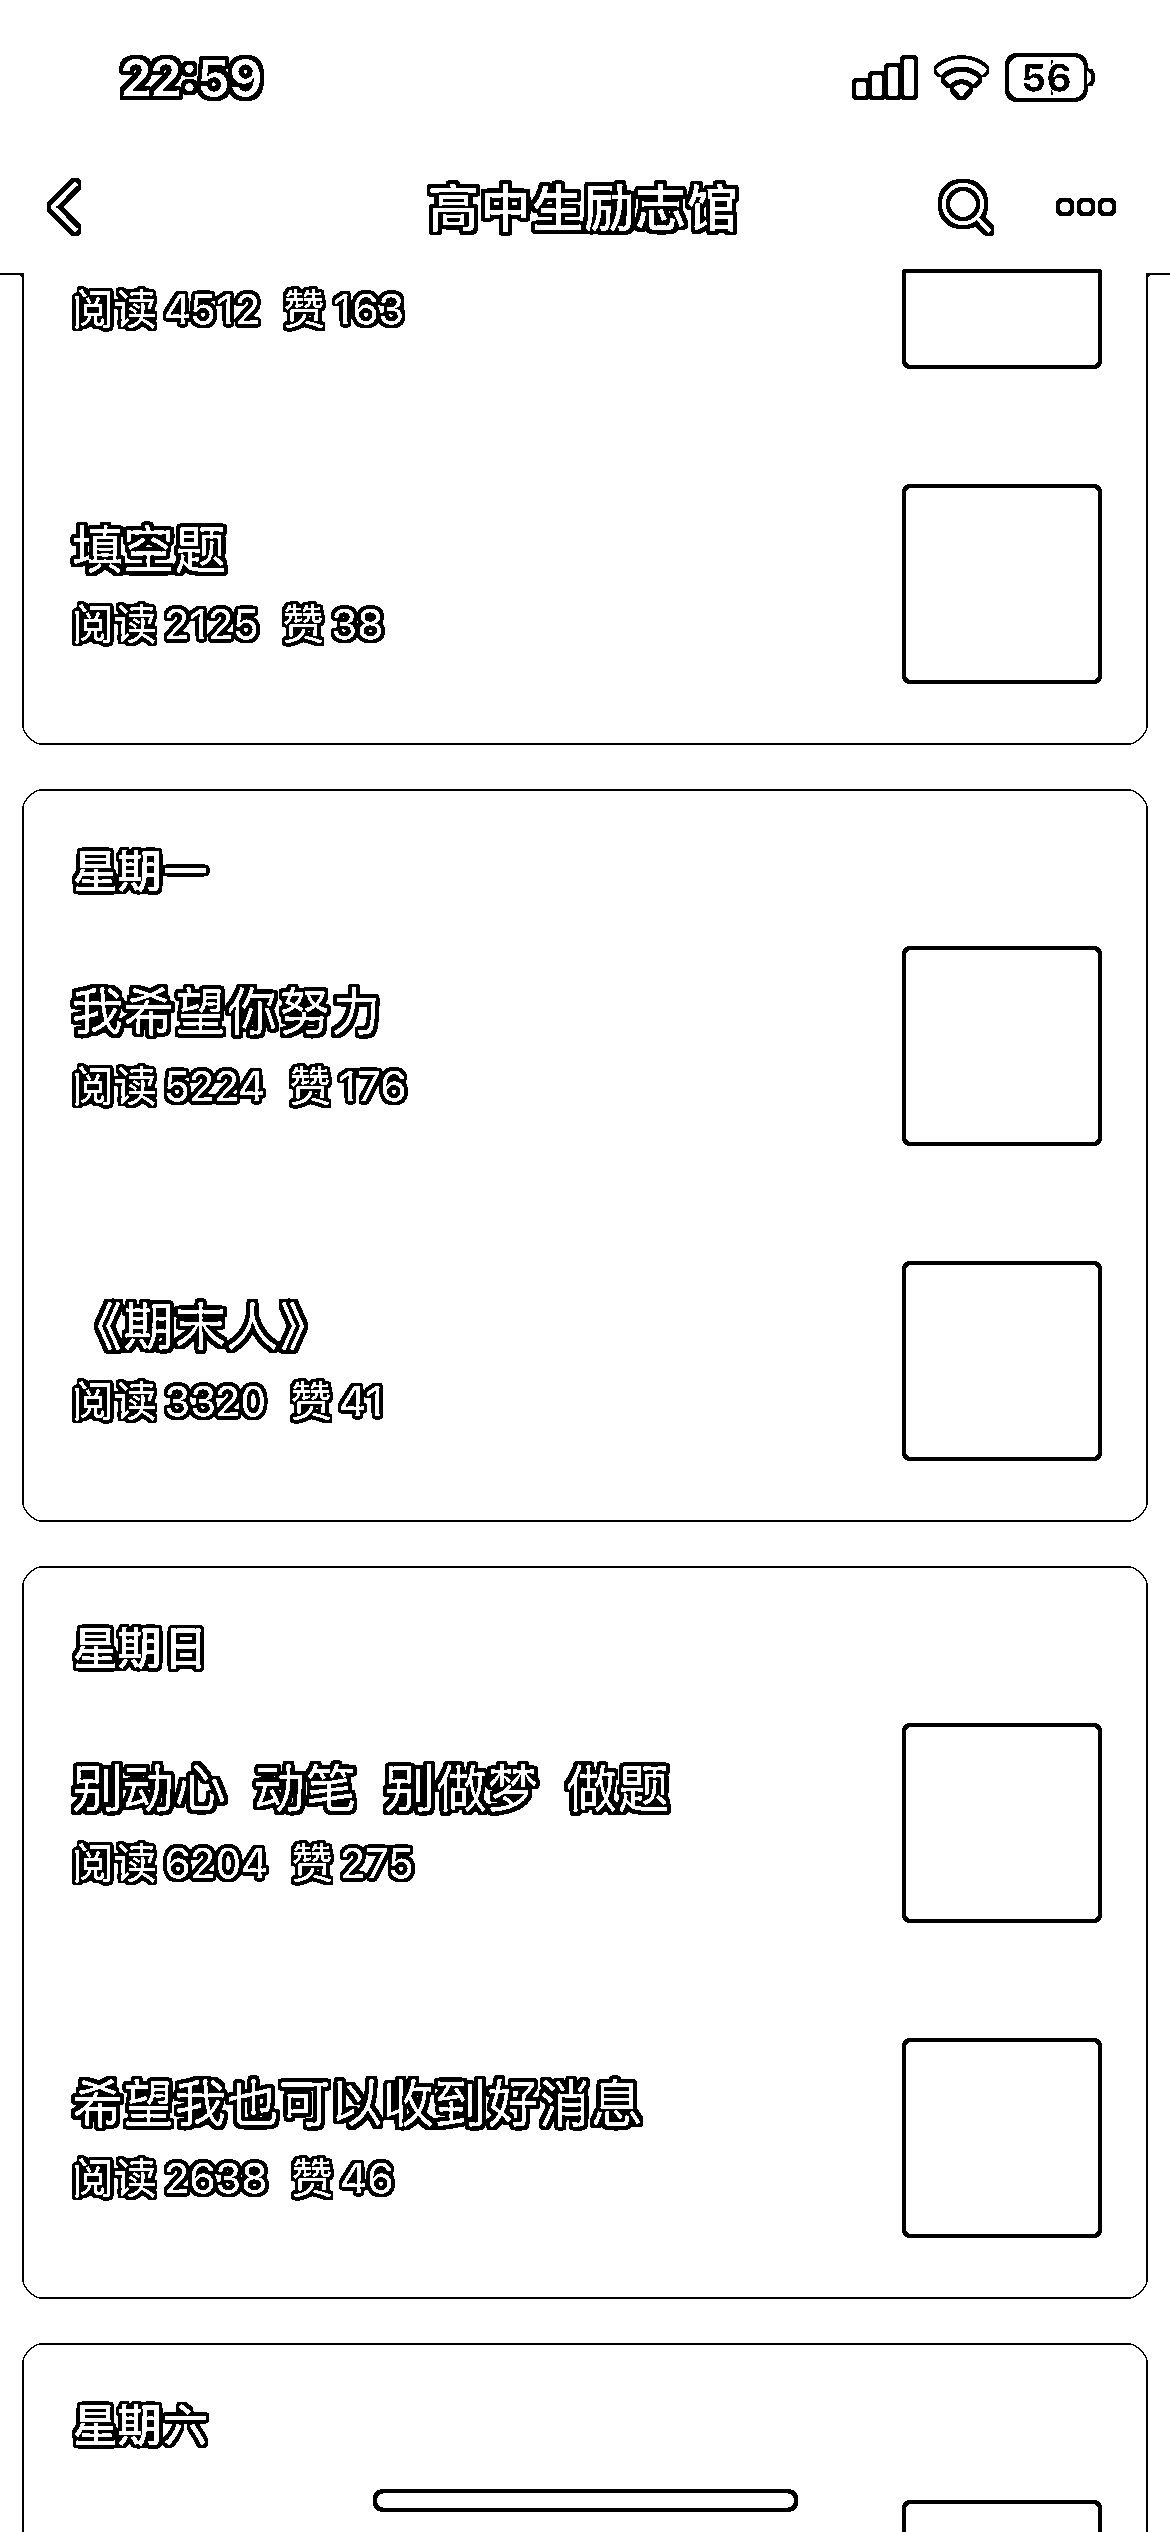 22:59
56
高中生励志馆
阅读 4512 赞 163
填空题
阅读 2125 赞 38
星期一
我希望你努力
阅读 5224 赞 176
《期末人》
阅读 3320 赞 41
星期日
别动心 动笔 别做梦 做题
阅读 6204 赞 275
希望我也可以收到好消息
阅读 2638 赞 46
星期六